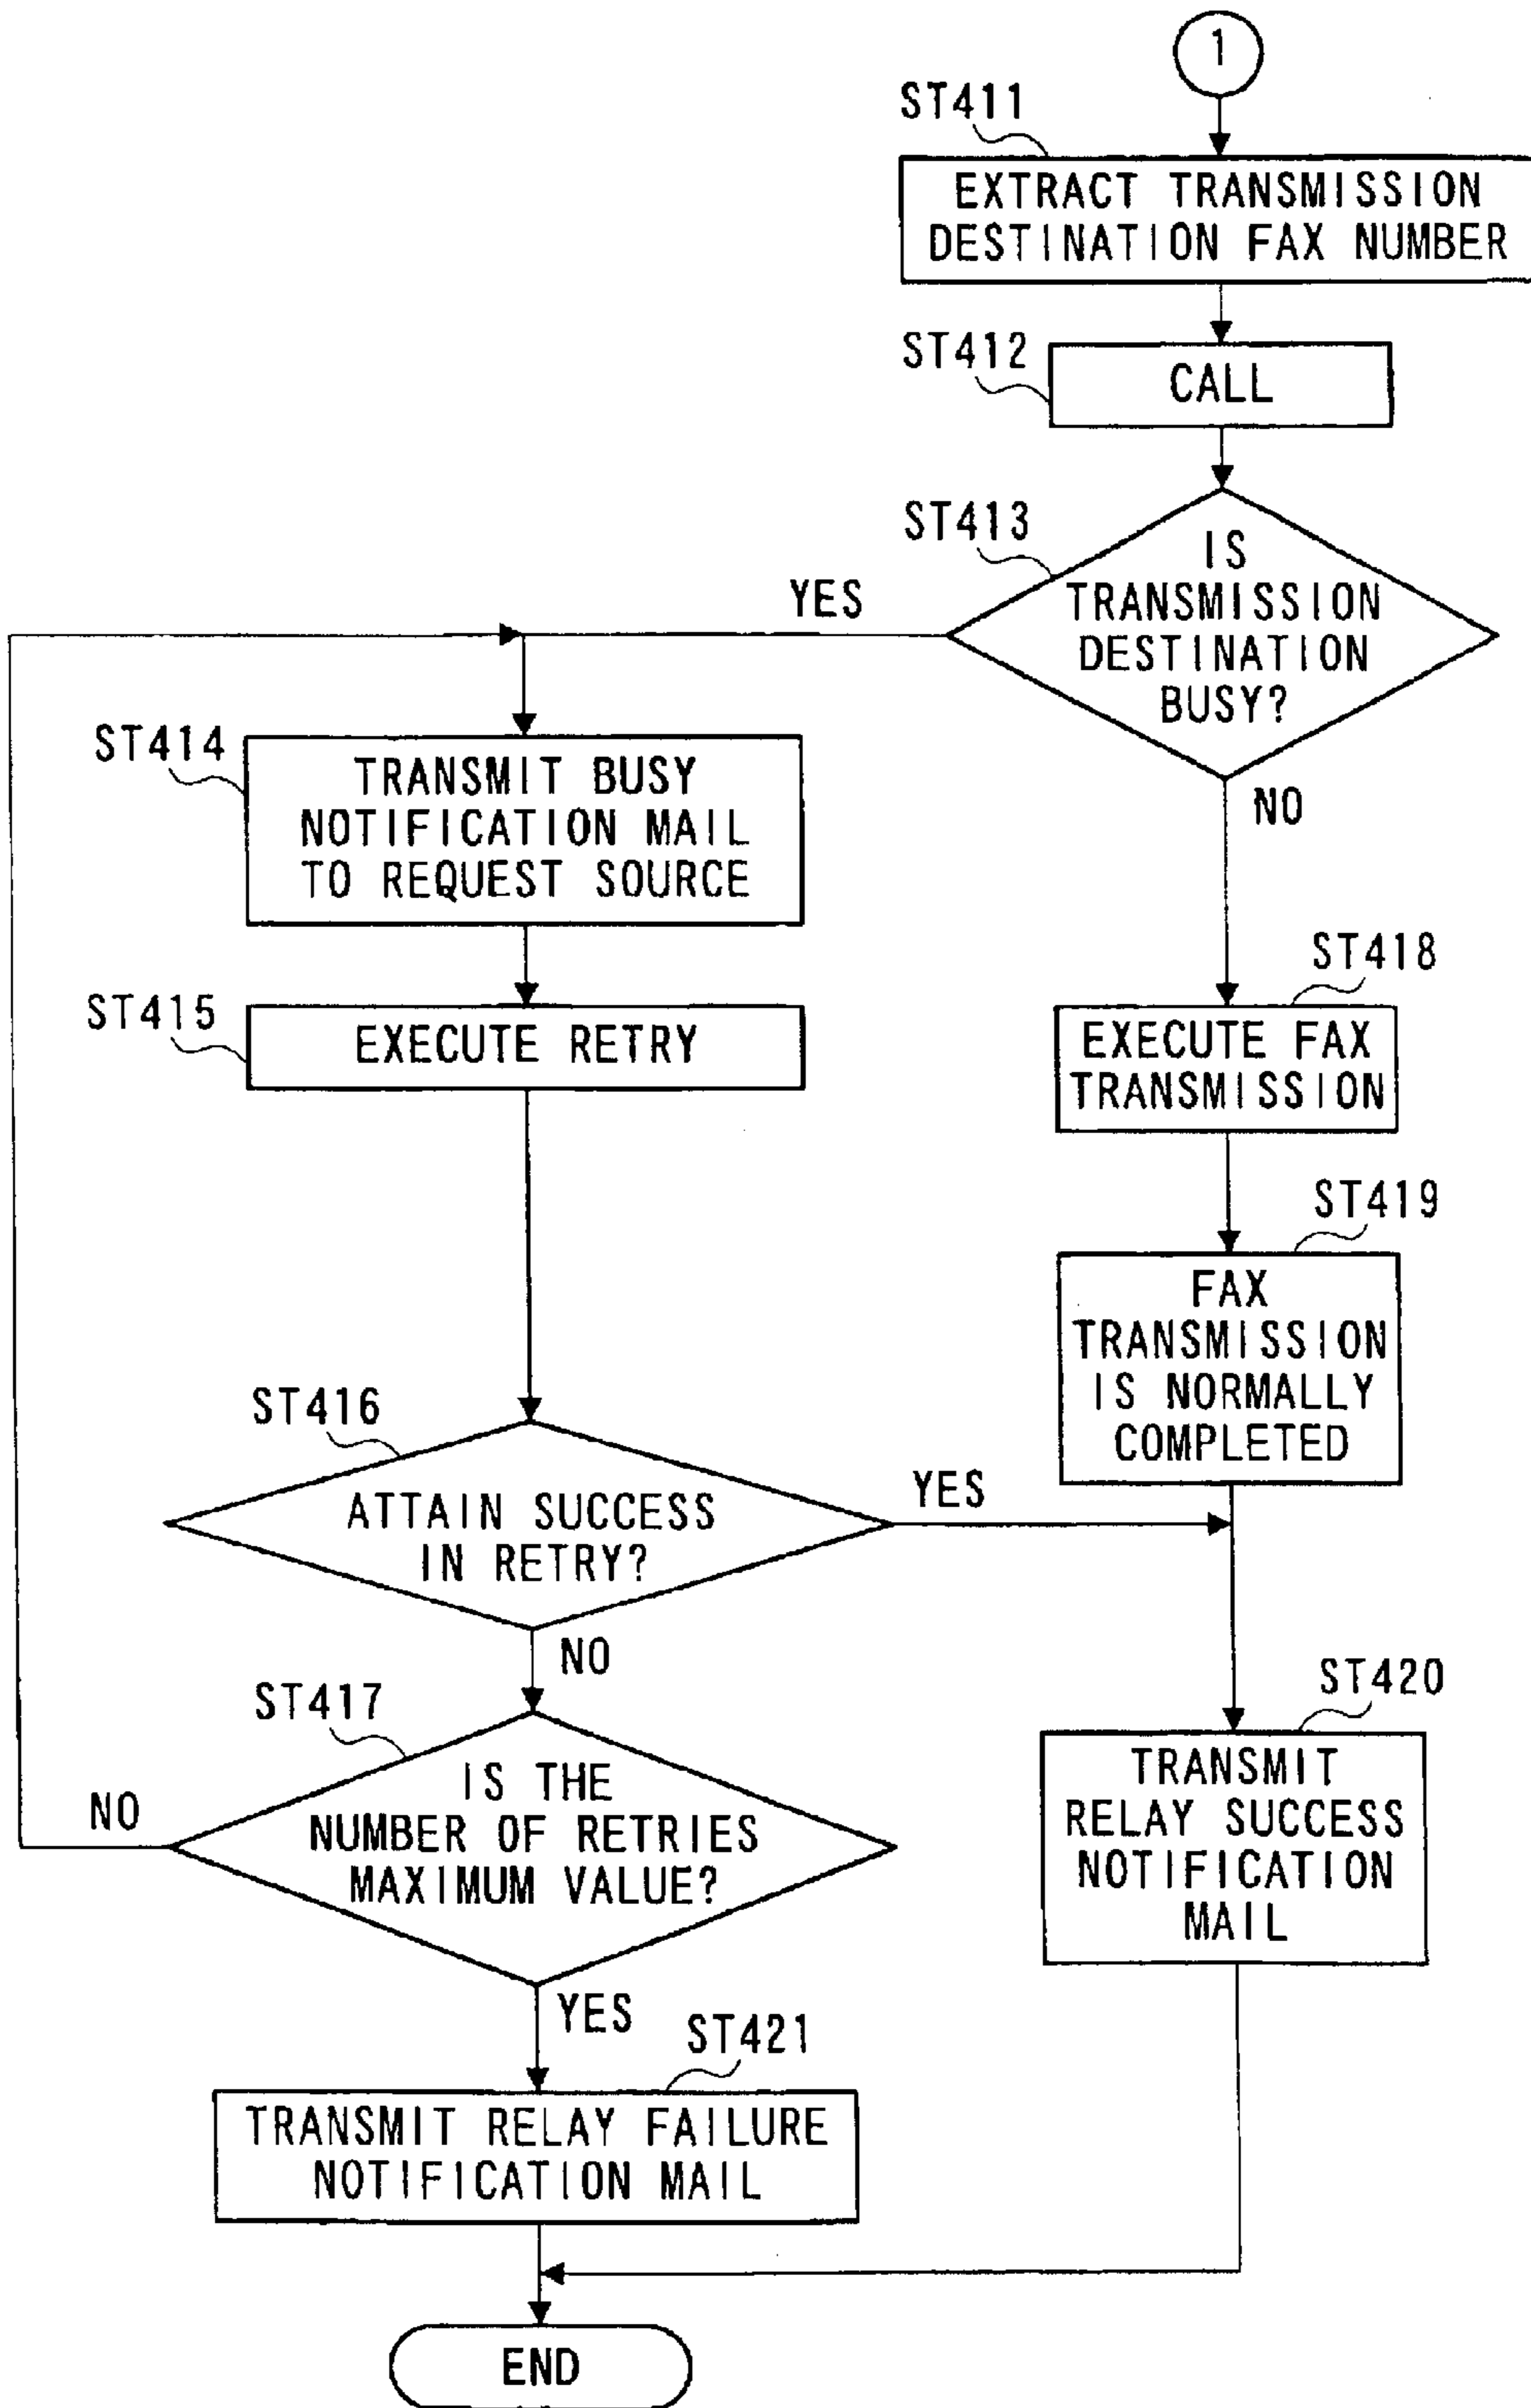 1
ST411
EXTRACT TRANSMISSION
DESTINATION FAX NUMBER
ST412
CALL
ST413
IS
TRANSMISSION
DESTINATION
BUSY?
YES
NO
ST414
TRANSMIT BUSY
NOTIFICATION MAIL
TO REQUEST SOURCE
ST415
EXECUTE RETRY
ST418
EXECUTE FAX
TRANSMISSION
ST419
FAX
TRANSMISSION
IS NORMALLY
COMPLETED
ST416
ATTAIN SUCCESS
IN RETRY?
YES
NO
ST417
IS THE
NUMBER OF RETRIES
MAXIMUM VALUE?
NO
YES
ST420
TRANSMIT
RELAY SUCCESS
NOTIFICATION
MAIL
ST421
TRANSMIT RELAY FAILURE
NOTIFICATION MAIL
END